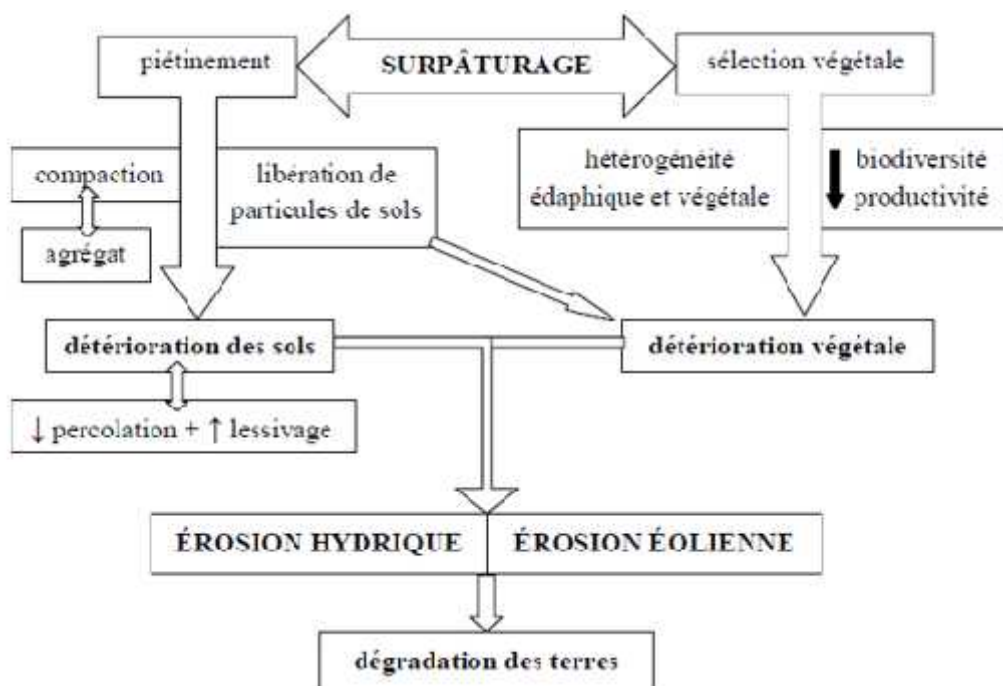 piétinement
SURPÂTURAGE
sélection végétale
compaction
agrégat
libération de
particules de sols
hétérogénéité
édaphique et végétale
biodiversité
productivité
détérioration des sols
détérioration végétale
↓ percolation + ↑ lessivage
ÉROSION HYDRIQUE
ÉROSION ÉOLIENNE
dégradation des terres